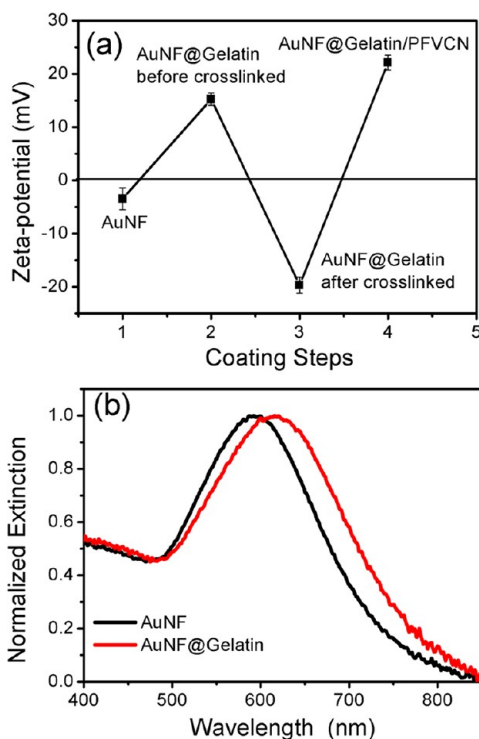 (a)
AuNF@Gelatin
before crosslinked
AuNF@Gelatin/PFVCN
AuNF
AuNF@Gelatin
after crosslinked
Zeta-potential (mV)
30
20
10
0
-10
-20
-30
1
2
3
4
5
Coating Steps
(b)
Normalized Extinction
1.0
0.8
0.6
0.4
0.2
0.0
AuNF
AuNF@Gelatin
400
500
600
700
800
Wavelength (nm)